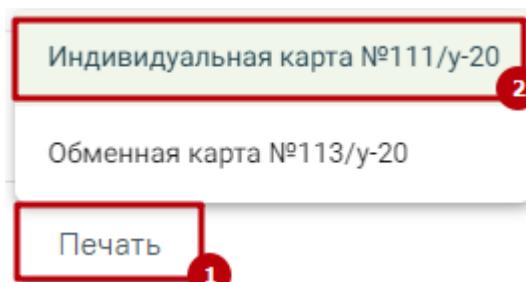 Индивидуальная карта №111/у-20
2
Обменная карта №113/у-20
Печать
1